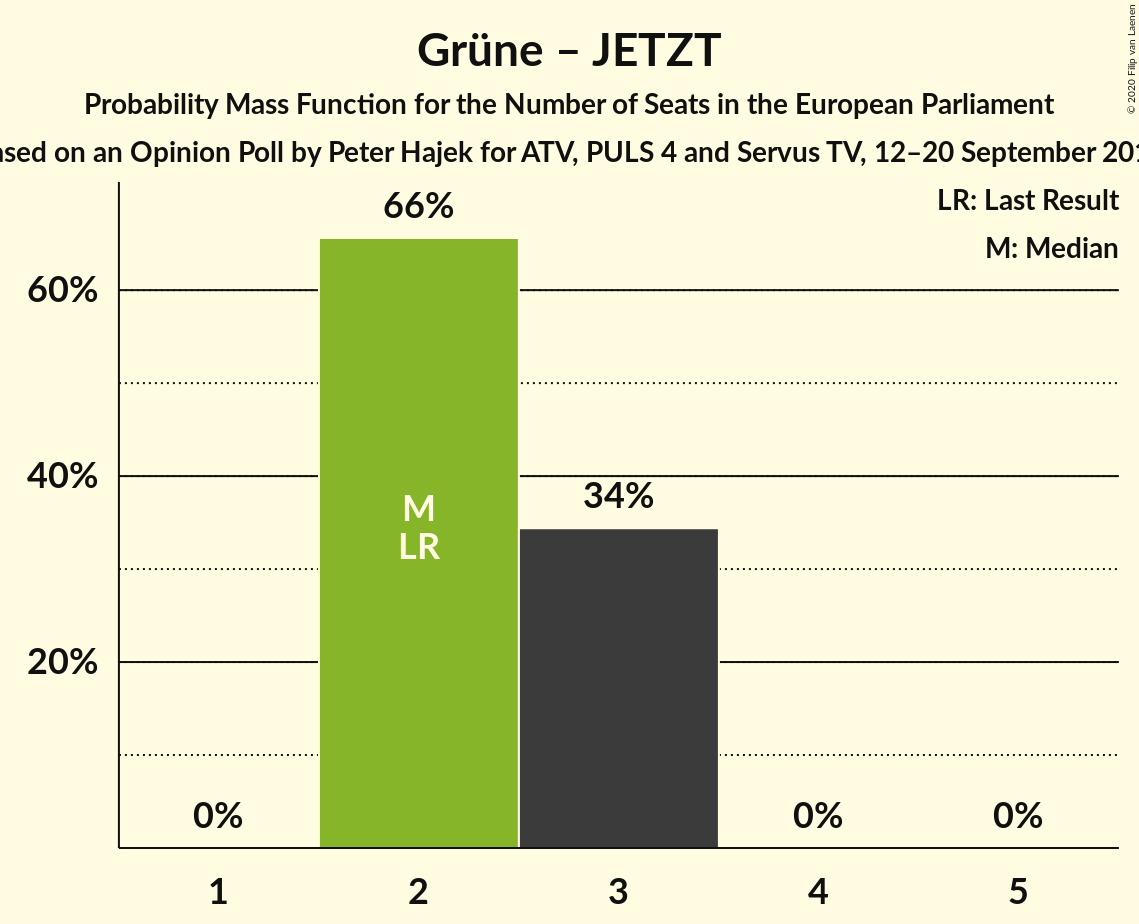 Grüne – JETZT
Probability Mass Function for the Number of Seats in the European Parliament
on an Opinion Poll by Peter Hajek for ATV, PULS 4 and Servus TV, 12–20 September
LR: Last Result
M: Median
© 2020 Filip van Laenen
66%
60%
40%
34%
M
LR
20%
0%
0%
0%
1
2
3
4
5